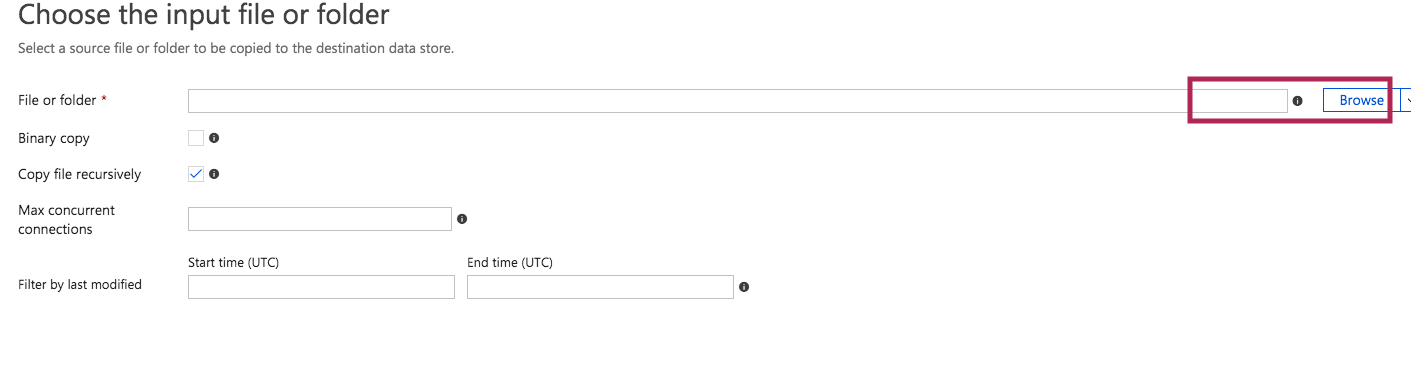 Choose the input file or folder
Select a source file or folder to be copied to the destination data store.
File or folder *
Browse
Binary copy
Copy file recursively
Max concurrent
connections
Start time (UTC) End time (UTC)
Filter by last modified